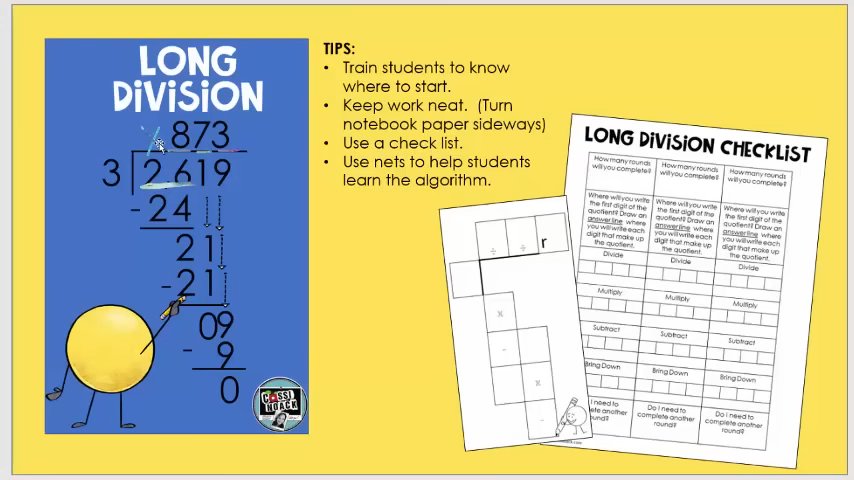 LONG
DiViSiON
873
3 2,619
-24
21
-21
09
- 9
0
CASSI
NOACK
TIPS:
• Train students to know
where to start.
• Keep work neat. (Turn
notebook paper sideways)
• Use a check list.
• Use nets to help students
learn the algorithm.
÷ ÷ r
x
-
x
-
LONG DiViSiON CHECKLiST
How many rounds will you complete?
How many rounds will you complete?
How many rounds will you complete?
Where will you write
the first digit of the
quotient? Draw an
answer line where
you will write each
digit that make up
the quotient.
Where will you write
the first digit of the
quotient? Draw an
answer line where
you will write each
digit that make up
the quotient.
Where will you write
the first digit of the
quotient? Draw an
answer line where
you will write each
digit that make up
the quotient.
Divide Divide Divide
Multiply Multiply Multiply
Subtract Subtract Subtract
Bring Down Bring Down Bring Down
I need to
another
round?
Do I need to
complete another
round?
Do I need to
complete another
round?